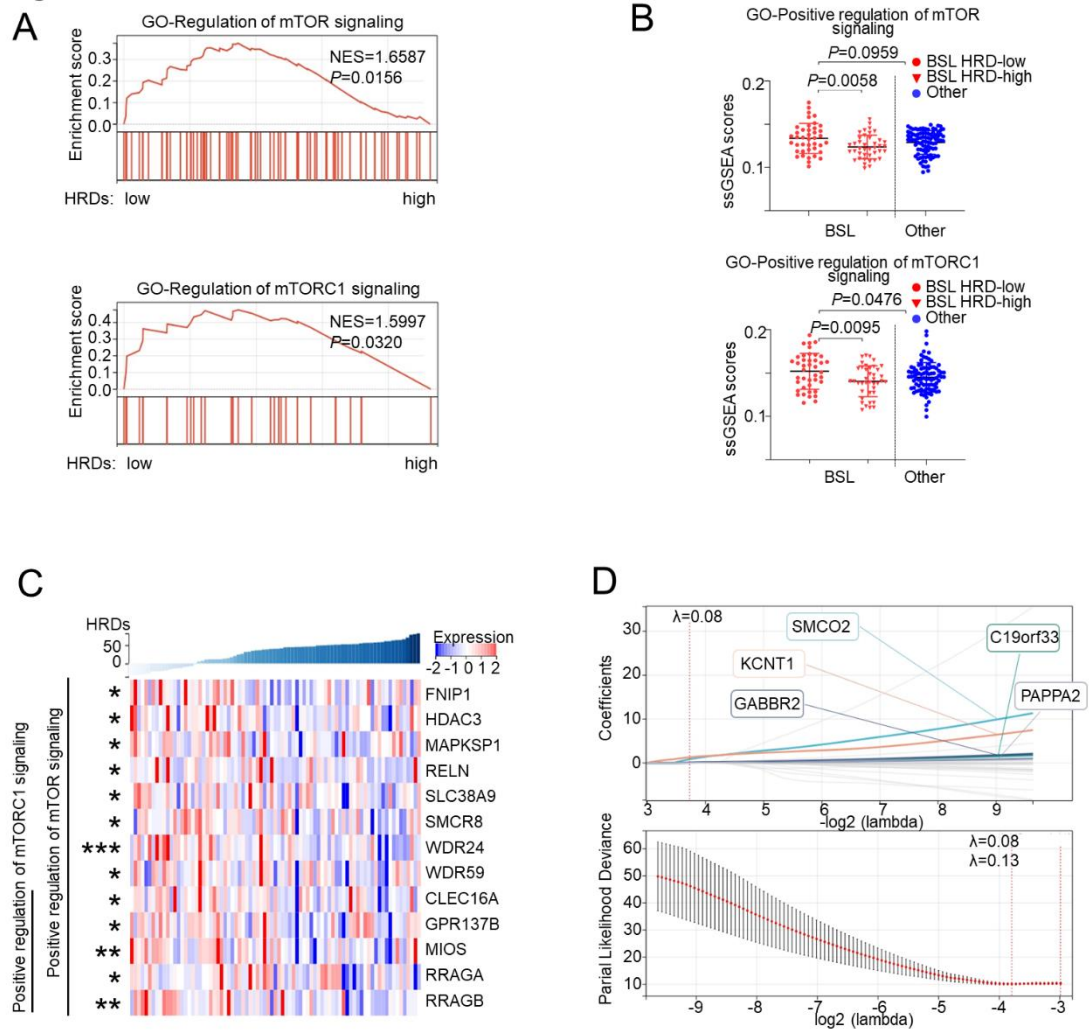 A
GO-Regulation of mTOR signaling
Enrichment score
0.3
0.2
0.1
0.0
NES=1.6587
P=0.0156
HRDs: low high
GO-Regulation of mTORC1 signaling
Enrichment score
0.4
0.3
0.2
0.1
0.0
NES=1.5997
P=0.0320
HRDs: low high
B
GO-Positive regulation of mTOR
signaling
P=0.0959
P=0.0058
BSL HRD-low
BSL HRD-high
Other
ssGSEA scores
0.2
0.1
BSL Other
GO-Positive regulation of mTORC1
signaling
P=0.0476
P=0.0095
BSL HRD-low
BSL HRD-high
Other
ssGSEA scores
0.2
0.1
BSL Other
C
HRDs
50
0
Expression
-2 -1 0 1 2
Positive regulation of mTORC1 signaling
Positive regulation of mTOR signaling
* FNIP1
* HDAC3
* MAPKSP1
* RELN
* SLC38A9
* SMCR8
*** WDR24
* WDR59
* CLEC16A
* GPR137B
** MIOS
* RRAGA
** RRAGB
D
Coefficients
30
20
10
0
λ=0.08
SMCO2
C19orf33
KCNT1
GABBR2
PAPPA2
3 4 5 6 7 8 9
-log2 (lambda)
Parial Likelihood Deviance
60
50
40
30
20
10
λ=0.08
λ=0.13
-9 -8 -7 -6 -5 -4 -3
log2 (lambda)